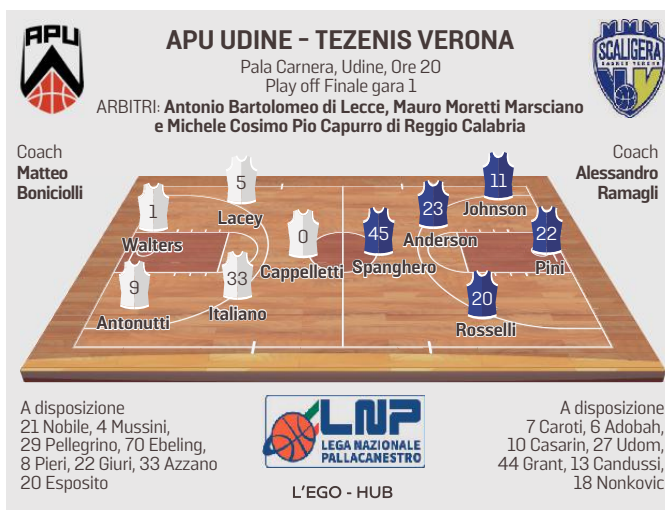 APU
SCALIGERA
BASKET VERONA
APU UDINE - TEZENIS VERONA
Pala Carnera, Udine, Ore 20
Play off Finale gara 1
ARBITRI: Antonio Bartolomeo di Lecce, Mauro Moretti Marsciano
e Michele Cosimo Pio Capurro di Reggio Calabria
Coach
Matteo
Boniciolli
Coach
Alessandro
Ramagli
1
Walters
5
Lacey
0
Cappelletti
9
Antonutti
33
Italiano
45
Spanghero
23
Anderson
11
Johnson
22
Pini
20
Rosselli
A disposizione
21 Nobile, 4 Mussini,
29 Pellegrino, 70 Ebeling,
8 Pieri, 22 Giuri, 33 Azzano
20 Esposito
LNP
LEGA NAZIONALE
PALLACANESTRO
L'EGO - HUB
A disposizione
7 Caroti, 6 Adobah,
10 Casarin, 27 Udom,
44 Grant, 13 Candussi,
18 Nonkovic